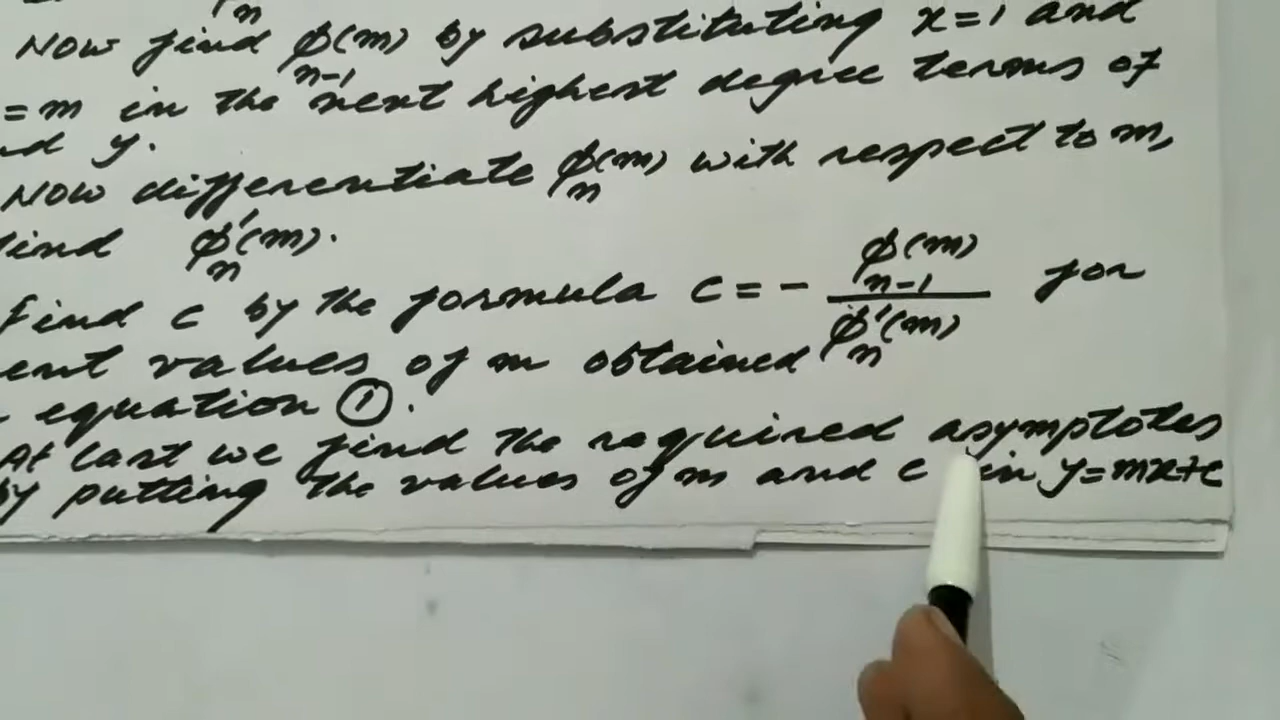 n
Now find φ(m) by substituting x=1 and
n-1
=m in the next highest degree terms of
y.
Now differentiate φ(m) with respect to m,
n
φ'(m).
n
Find c by the formula c = - φ(m) / φ'(m) for
n-1 n
values of m obtained
equation ①.
At last we find the required asymptotes
by putting the values of m and c in y=mx+c